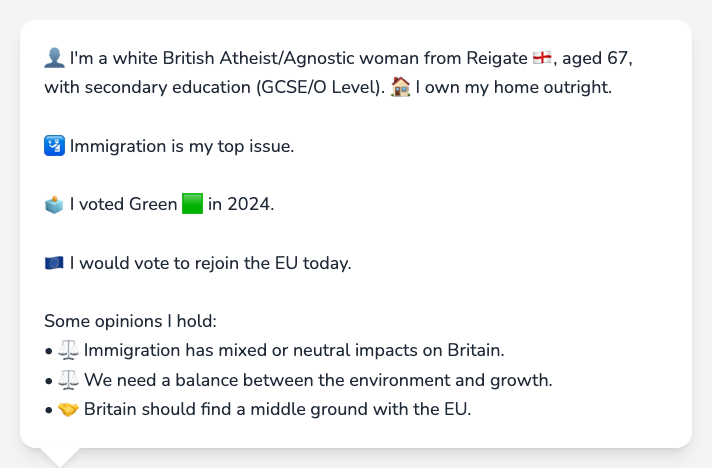 👤 I'm a white British Atheist/Agnostic woman from Reigate 🏴󠁧󠁢󠁥󠁮󠁧󠁿, aged 67,
with secondary education (GCSE/O Level). 🏠 I own my home outright.
🛂 Immigration is my top issue.
🗳️ I voted Green 🟩 in 2024.
🇪🇺 I would vote to rejoin the EU today.
Some opinions I hold:
• ⚖️ Immigration has mixed or neutral impacts on Britain.
• ⚖️ We need a balance between the environment and growth.
• 🤝 Britain should find a middle ground with the EU.